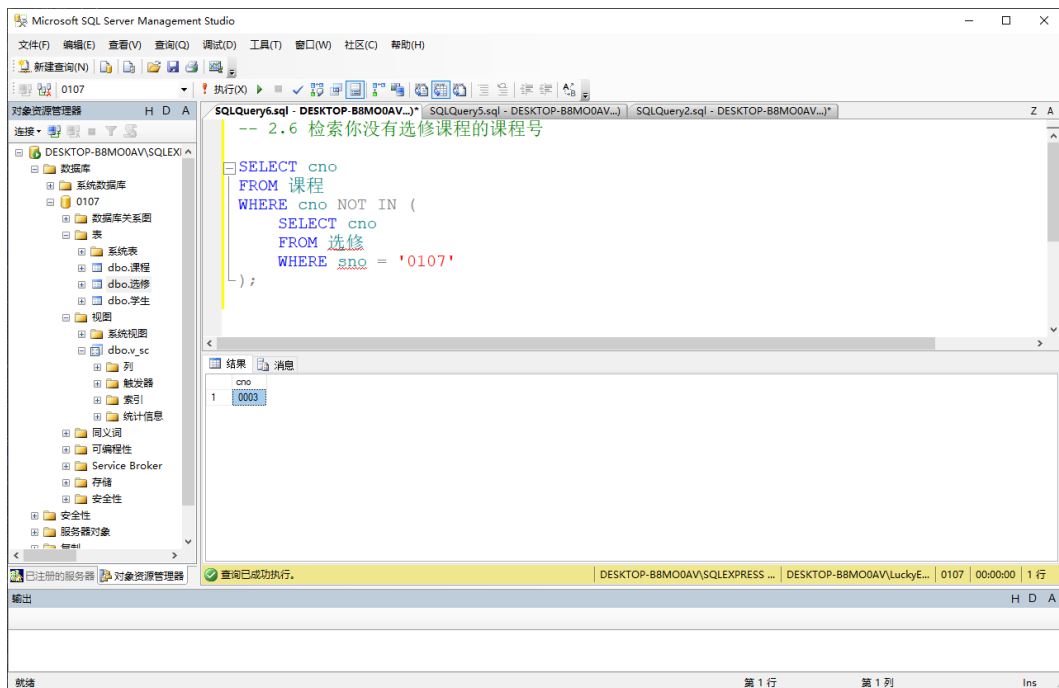 Microsoft SQL Server Management Studio
文件(F) 编辑(E) 查看(V) 查询(Q) 调试(D) 工具(T) 窗口(W) 社区(C) 帮助(H)
新建查询(N)
0107 执行(X)
对象资源管理器 H D A
连接
DESKTOP-B8MO0AV\SQLEXI
数据库
系统数据库
0107
数据库关系图
表
系统表
dbo.课程
dbo.选修
dbo.学生
视图
系统视图
dbo.v_sc
列
触发器
索引
统计信息
同义词
可编程性
Service Broker
存储
安全性
安全性
服务器对象
复制
已注册的服务器 对象资源管理器
SQLQuery6.sql - DESKTOP-B8MO0AV...)* SQLQuery5.sql - DESKTOP-B8MO0AV...)* SQLQuery2.sql - DESKTOP-B8MO0AV...)* Z A
-- 2.6 检索你没有选修课程的课程号
SELECT cno
FROM 课程
WHERE cno NOT IN (
SELECT cno
FROM 选修
WHERE sno = '0107'
);
结果 消息
cno
1 0003
查询已成功执行。 DESKTOP-B8MO0AV\SQLEXPRESS ... DESKTOP-B8MO0AV\LuckyE... 0107 00:00:00 1 行
输出 H D A
就绪 第 1 行 第 1 列 Ins